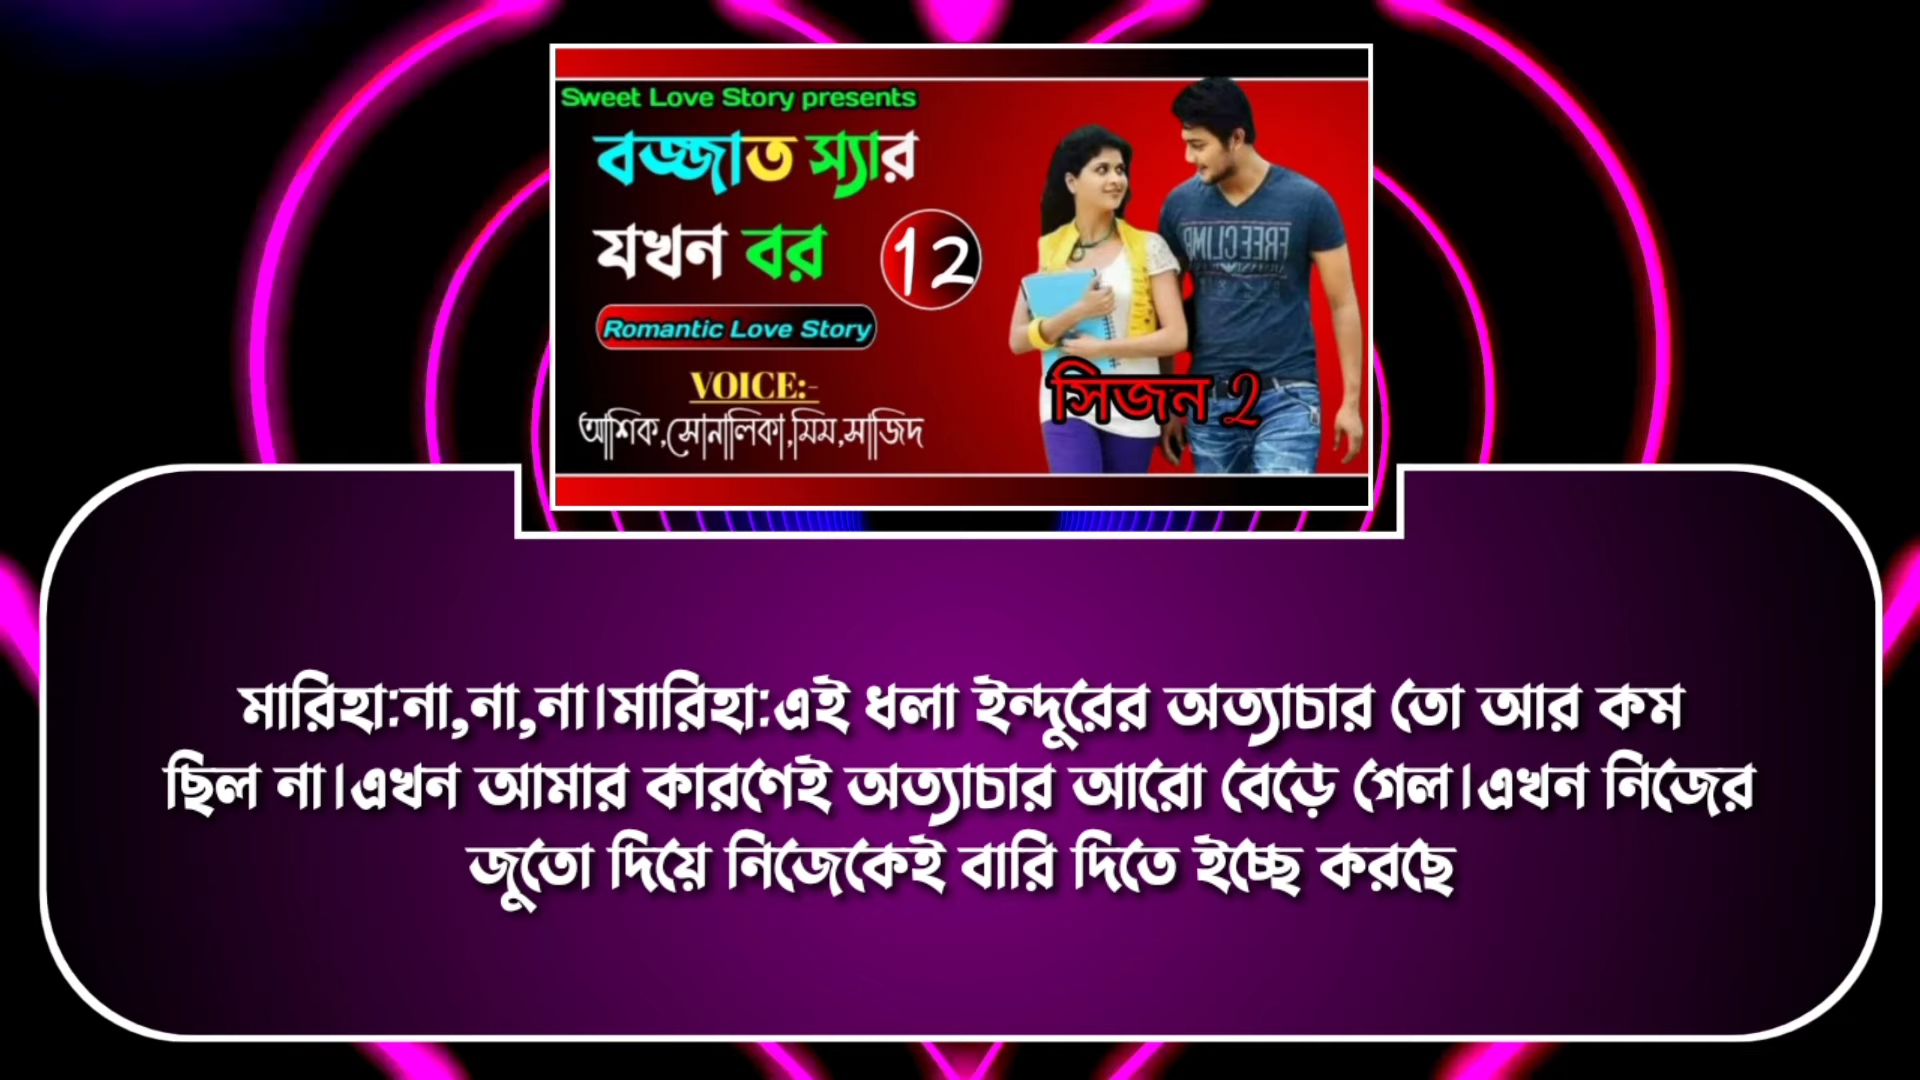 Sweet Love Story presents
বজ্জাত স্যার
যখন বর
12
Romantic Love Story
VOICE:-
আশিক,সোনালিকা,মিম,সাজিদ
সিজন 2
মারিহা:না,না,না।মারিহা:এই ধলা ইন্দুরের অত্যাচার তো আর কম
ছিল না।এখন আমার কারণেই অত্যাচার আরো বেড়ে গেল।এখন নিজের
জুতো দিয়ে নিজেকেই বারি দিতে ইচ্ছে করছে